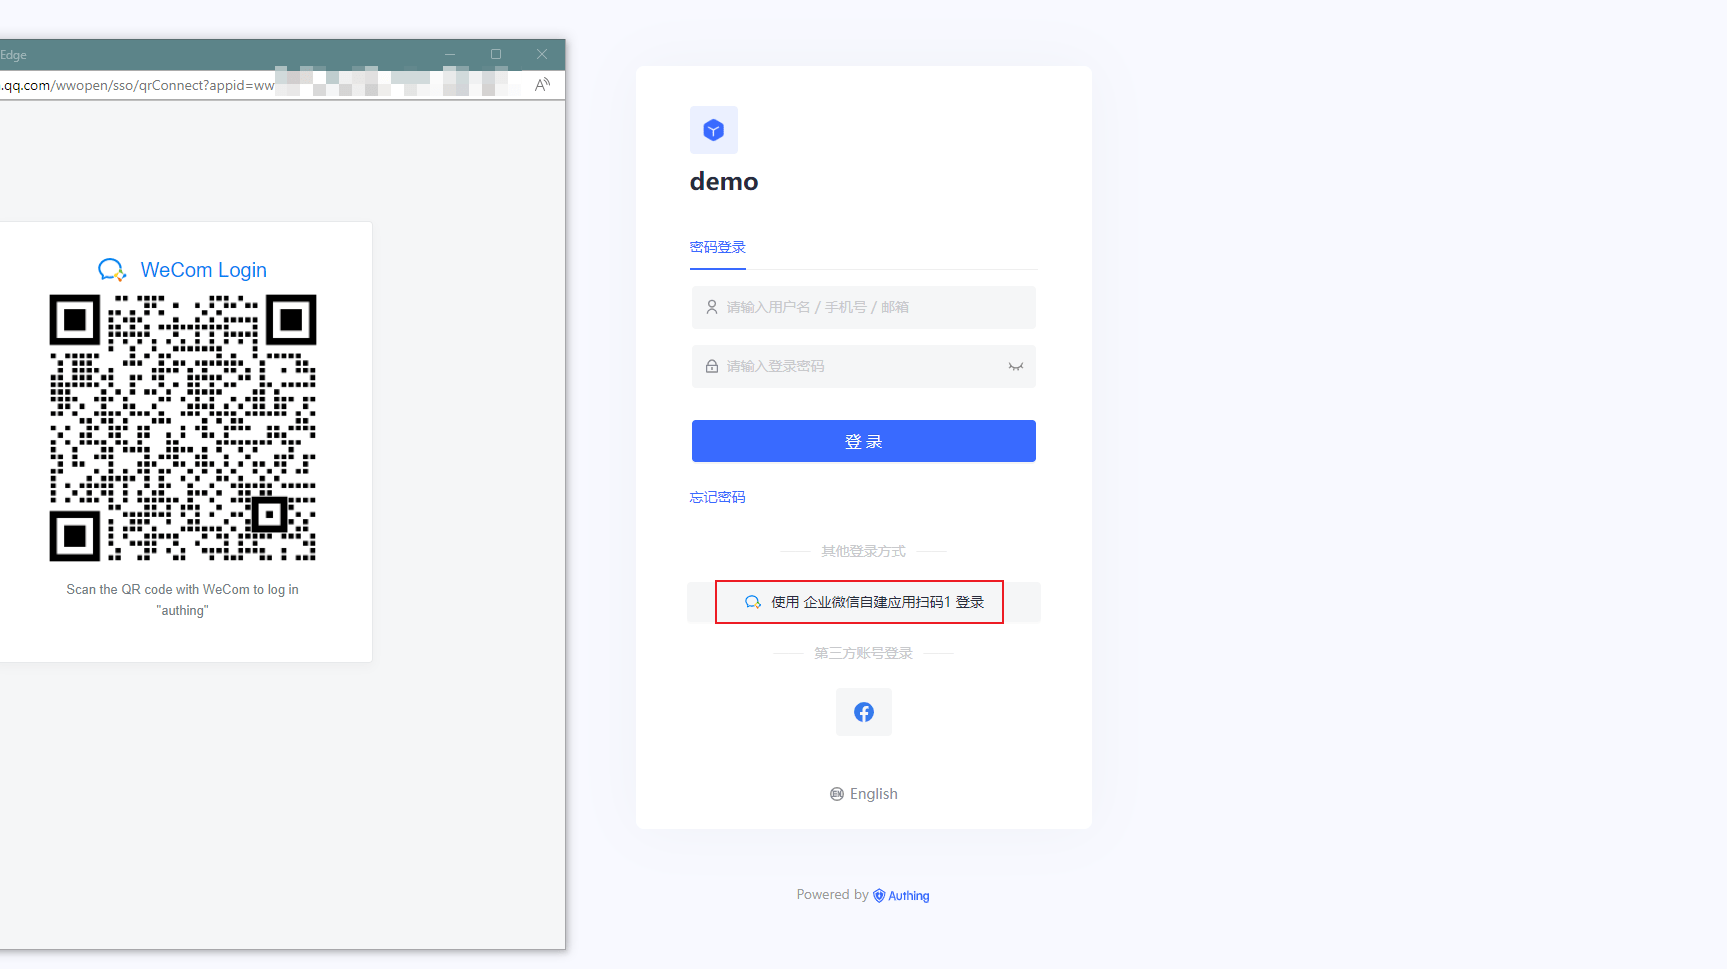 Edge
.qq.com/wwopen/sso/qrConnect?appid=ww
WeCom Login
Scan the QR code with WeCom to log in
"authing"
demo
密码登录
请输入用户名 / 手机号 / 邮箱
请输入登录密码
登录
忘记密码
其他登录方式
使用 企业微信自建应用扫码1 登录
第三方账号登录
English
Powered by Authing